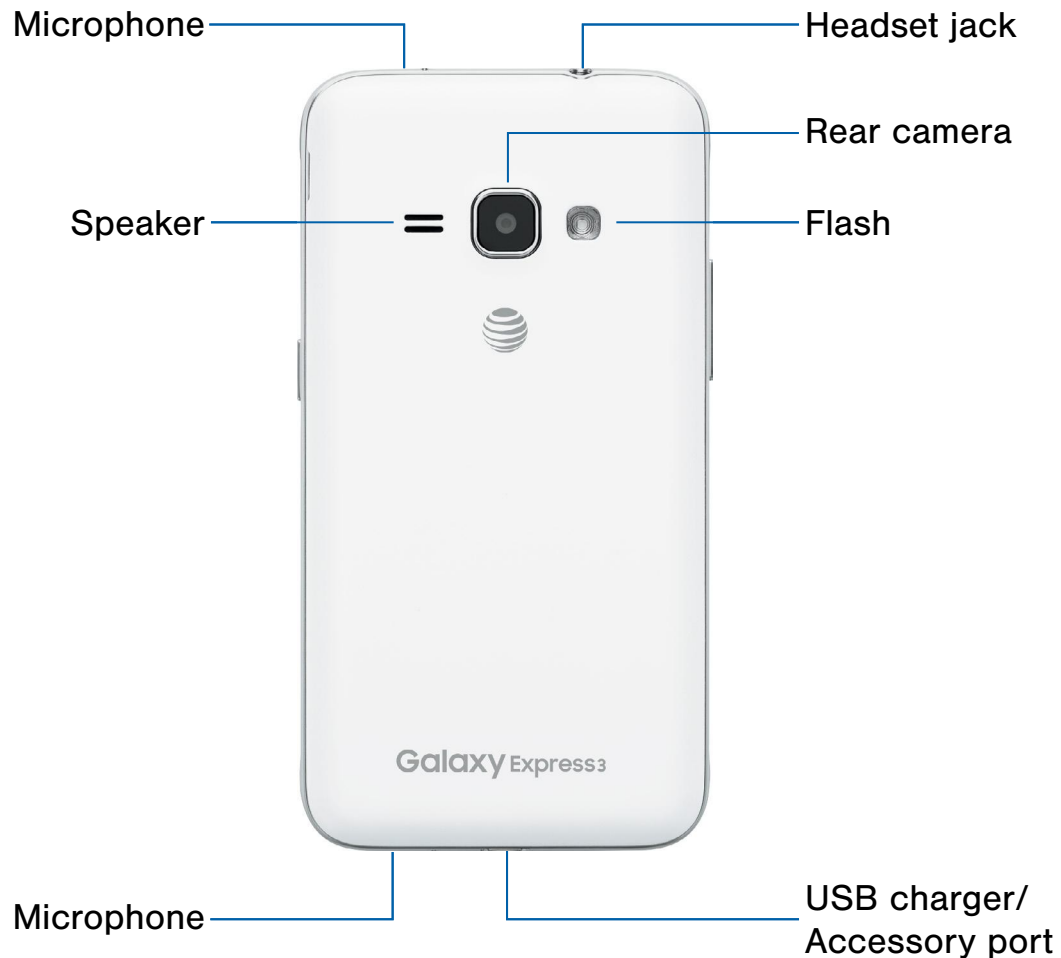 Microphone
Headset jack
Rear camera
Speaker
Flash
Galaxy Express3
Microphone
USB charger/
Accessory port